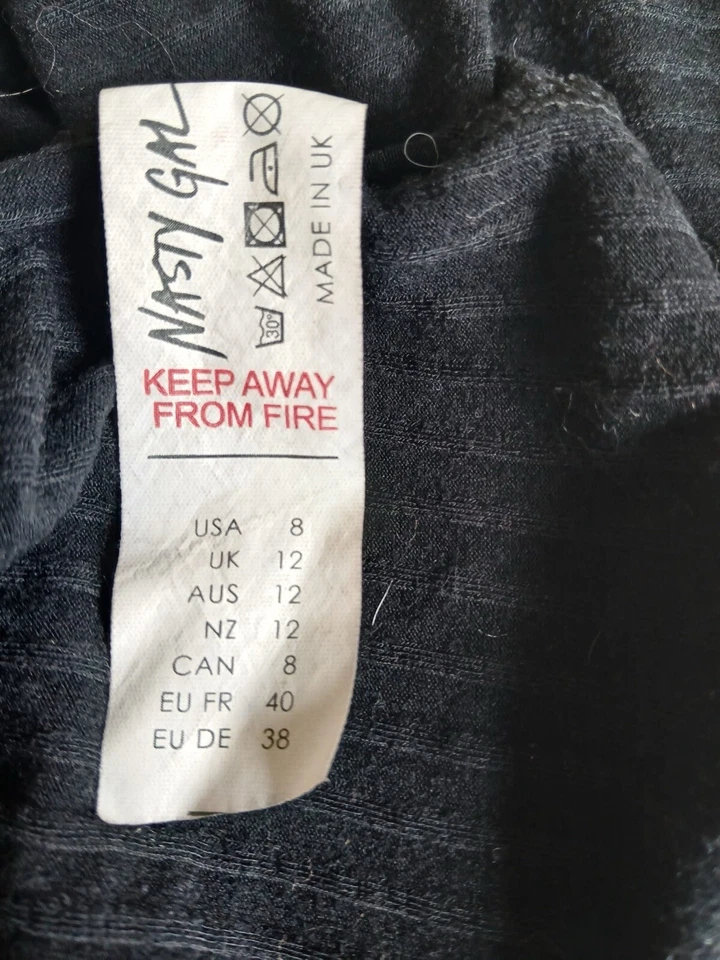 NASTY GAL
30°
MADE IN UK
KEEP AWAY
FROM FIRE
USA 8
UK 12
AUS 12
NZ 12
CAN 8
EU FR 40
EU DE 38